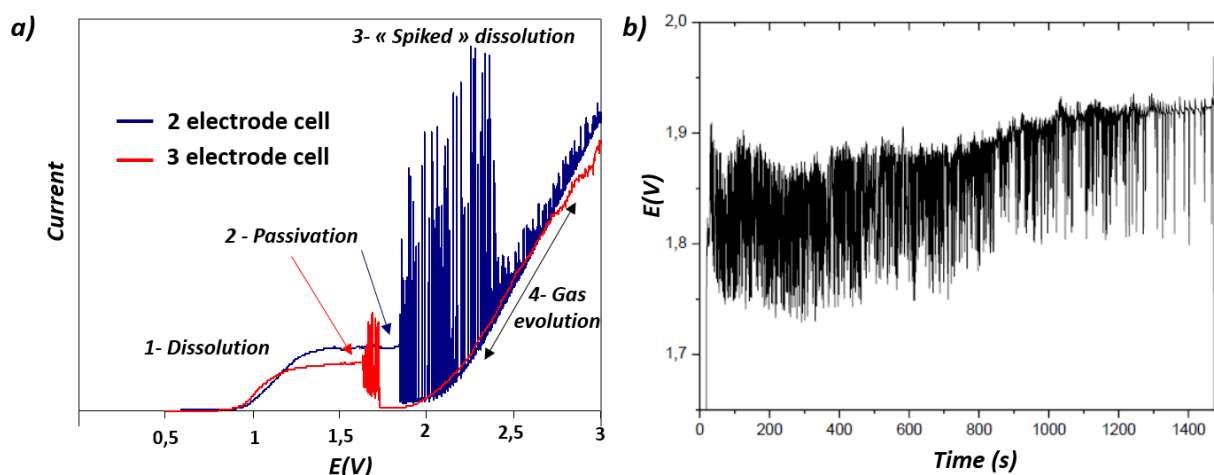 a)
3- « Spiked » dissolution
2 electrode cell
3 electrode cell
2 - Passivation
1- Dissolution
4- Gas
evolution
Current
0,5
1
1,5
2
2,5
3
E(V)
b)
2,0
1,9
1,8
1,7
E(V)
0
200
400
600
800
1000
1200
1400
Time (s)